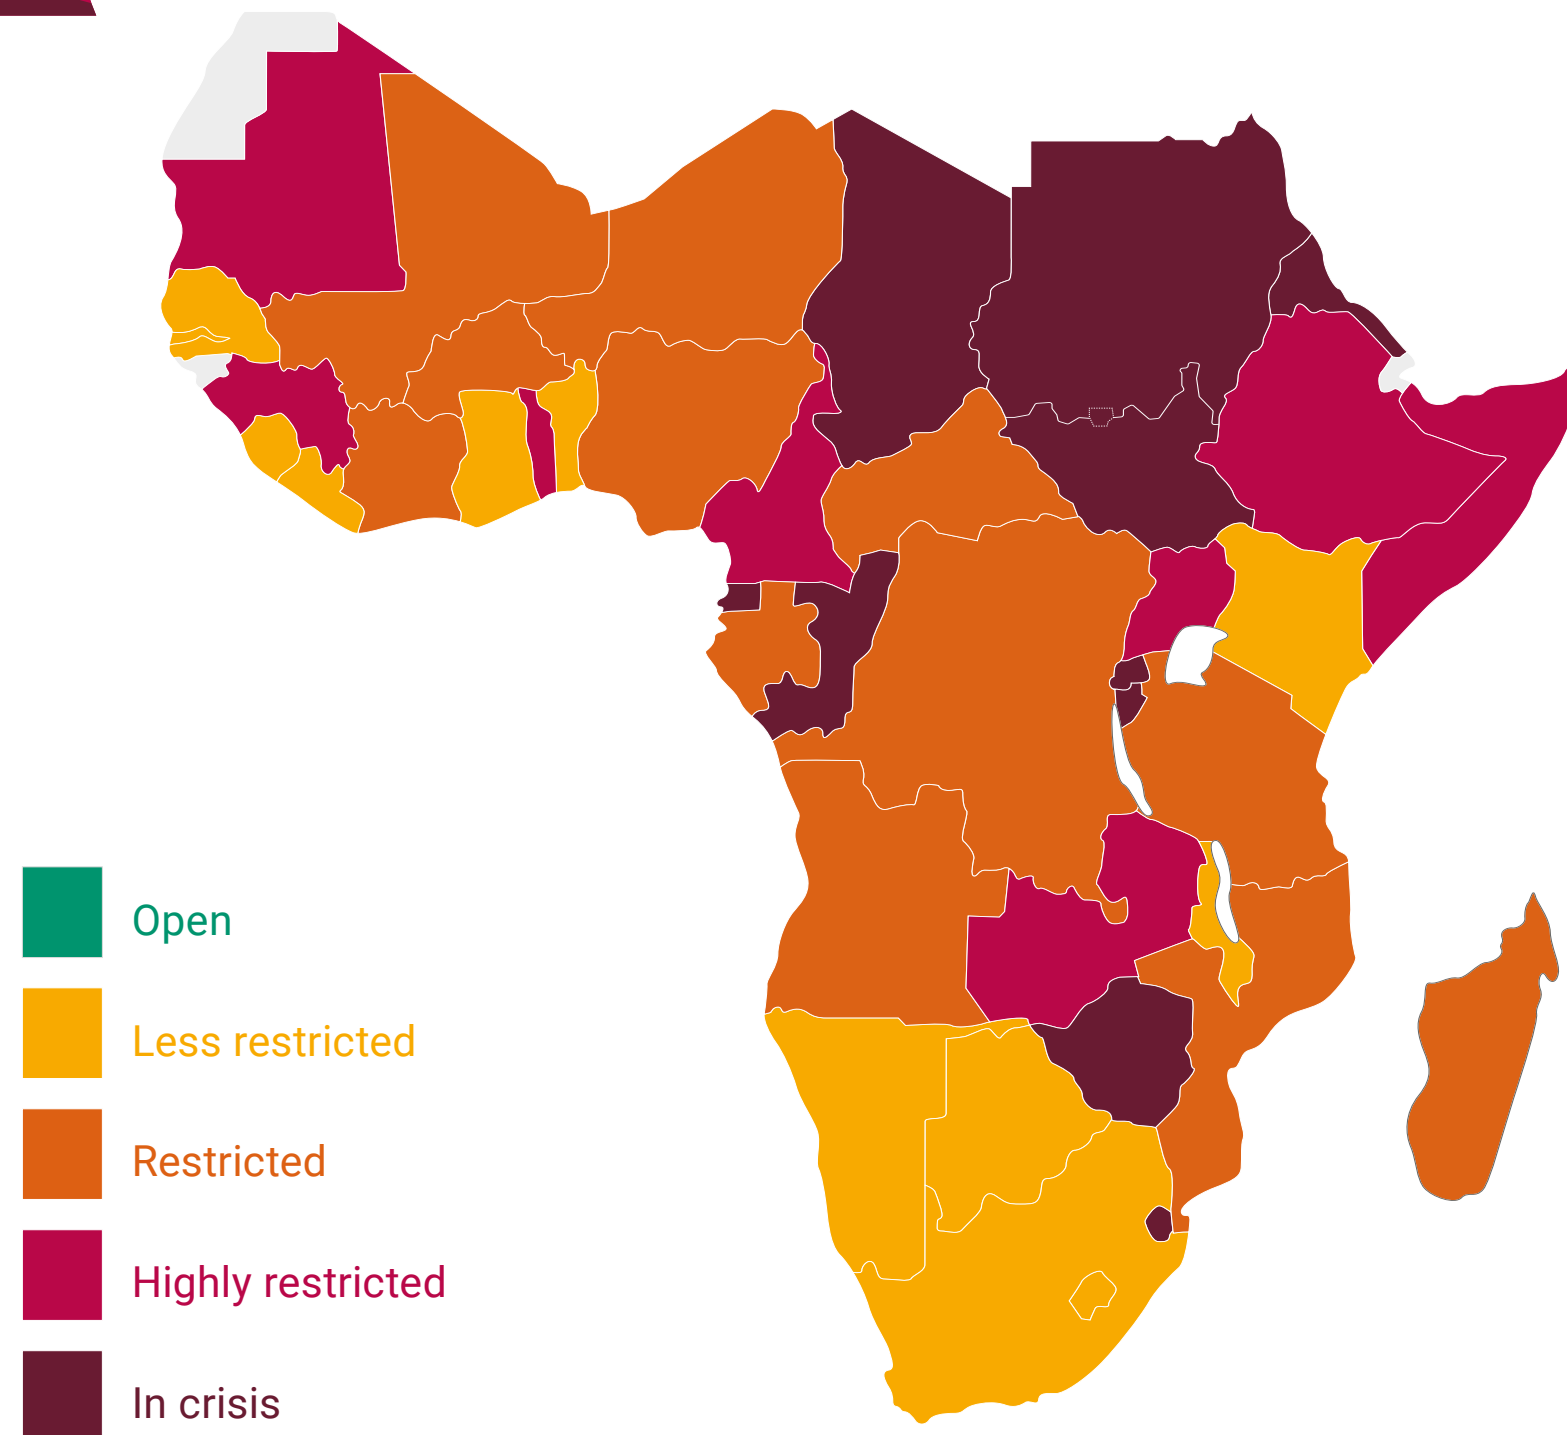 Open
Less restricted
Restricted
Highly restricted
In crisis